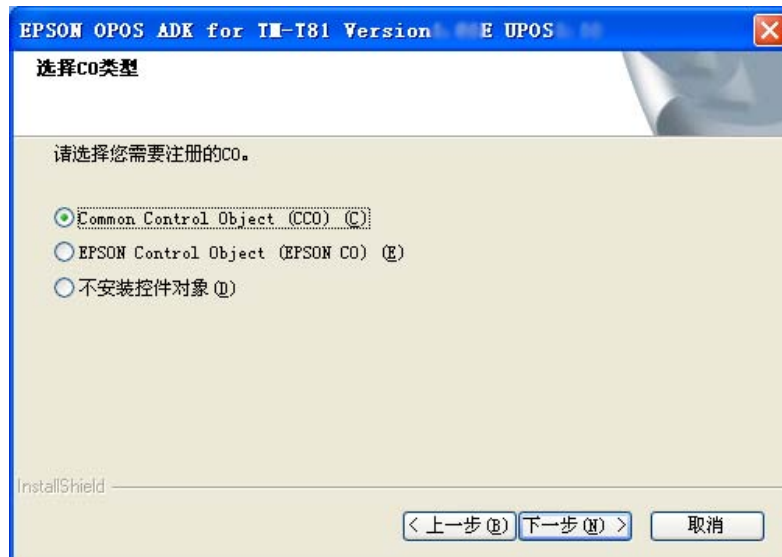 EPSON OPOS ADK for TM-T81 Version E UPOS
选择CO类型
请选择您需要注册的CO。
Common Control Object (CCO) (C)
EPSON Control Object (EPSON CO) (E)
不安装控件对象(D)
InstallShield
< 上一步(B) 下一步(N) > 取消